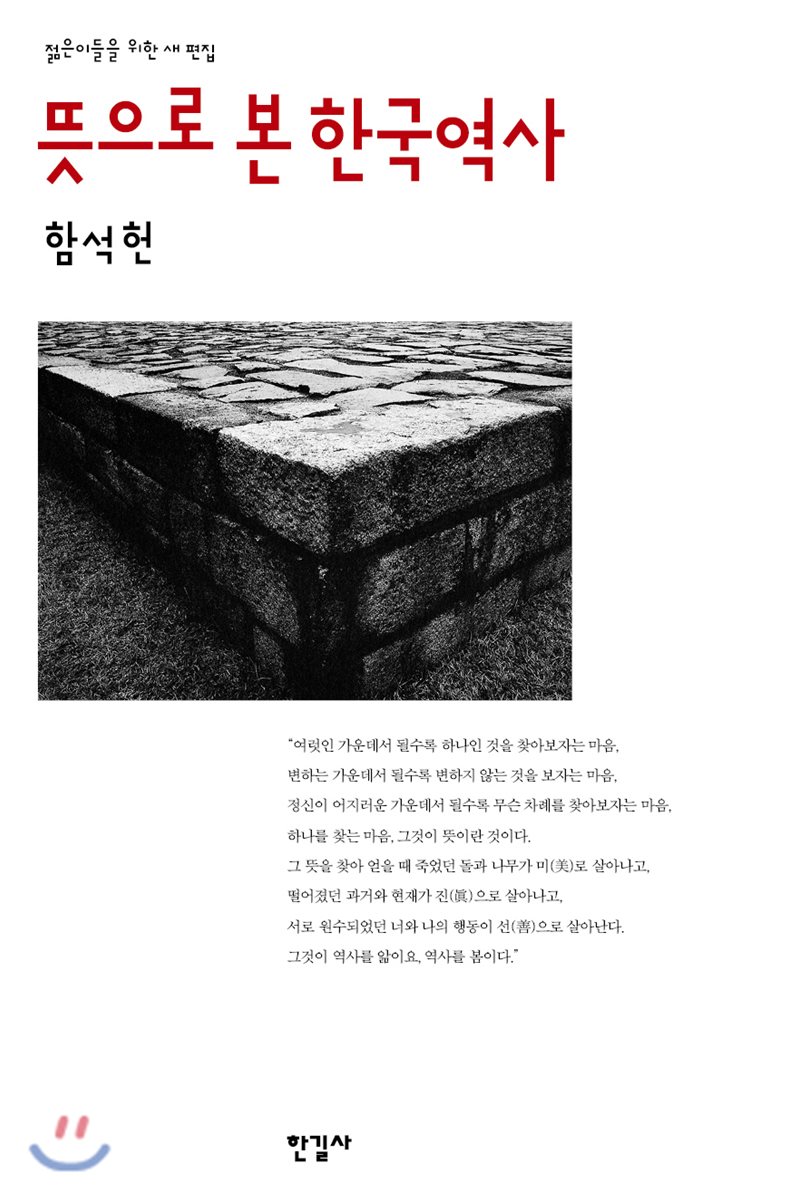 젊은이들을 위한 새 편집
뜻으로 본 한국역사
함석헌
“여럿인 가운데서 될수록 하나인 것을 찾아보자는 마음,
변하는 가운데서 될수록 변하지 않는 것을 보자는 마음,
정신이 어지러운 가운데서 될수록 무슨 차례를 찾아보자는 마음,
하나를 찾는 마음, 그것이 뜻이란 것이다.
그 뜻을 찾아 얻을 때 죽었던 돌과 나무가 미(美)로 살아나고,
떨어졌던 과거와 현재가 진(眞)으로 살아나고,
서로 원수되었던 너와 나의 행동이 선(善)으로 살아난다.
그것이 역사를 앎이요, 역사를 봄이다.”
한길사